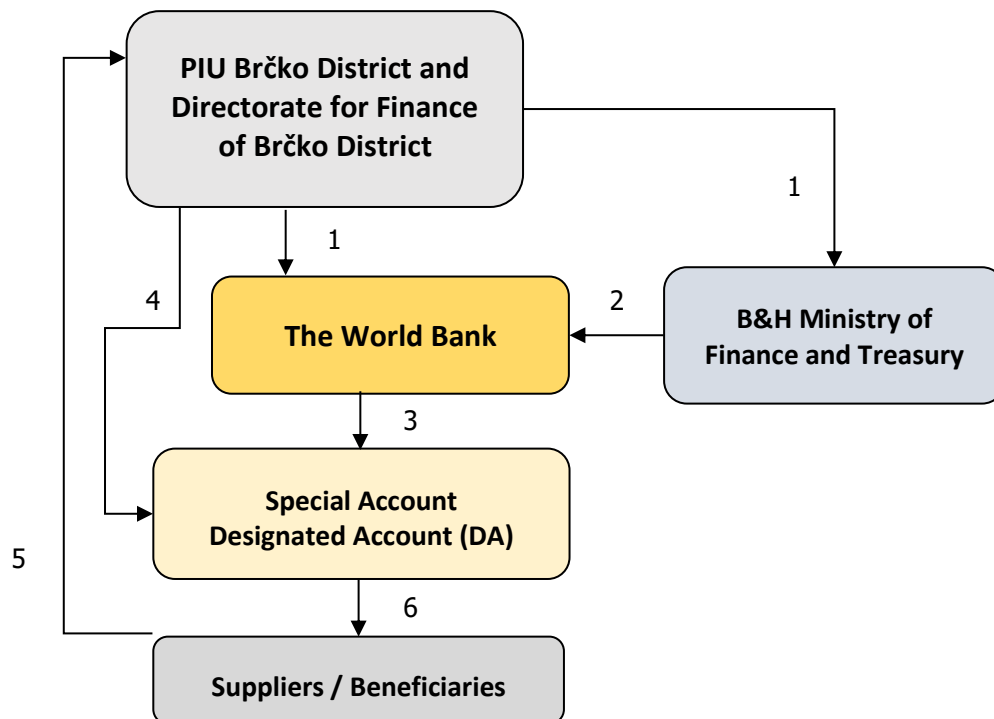 PIU Brčko District and
Directorate for Finance
of Brčko District
1
1
4
2
The World Bank
B&H Ministry of
Finance and Treasury
3
Special Account
Designated Account (DA)
5
6
Suppliers / Beneficiaries